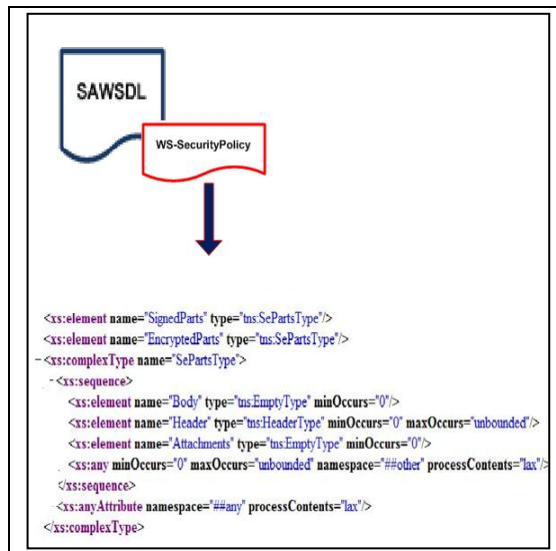 SAWSDL
WS-SecurityPolicy
<xs:element name="SignedParts" type="tns:SePartsType"/>
<xs:element name="EncryptedParts" type="tns:SePartsType"/>
-<xs:complexType name="SePartsType">
-<xs:sequence>
<xs:element name="Body" type="tns:EmptyType" minOccurs="0"/>
<xs:element name="Header" type="tns:HeaderType" minOccurs="0" maxOccurs="unbounded"/>
<xs:element name="Attachments" type="tns:EmptyType" minOccurs="0"/>
<xs:any minOccurs="0" maxOccurs="unbounded" namespace="##other" processContents="lax"/>
</xs:sequence>
<xs:anyAttribute namespace="##any" processContents="lax"/>
</xs:complexType>